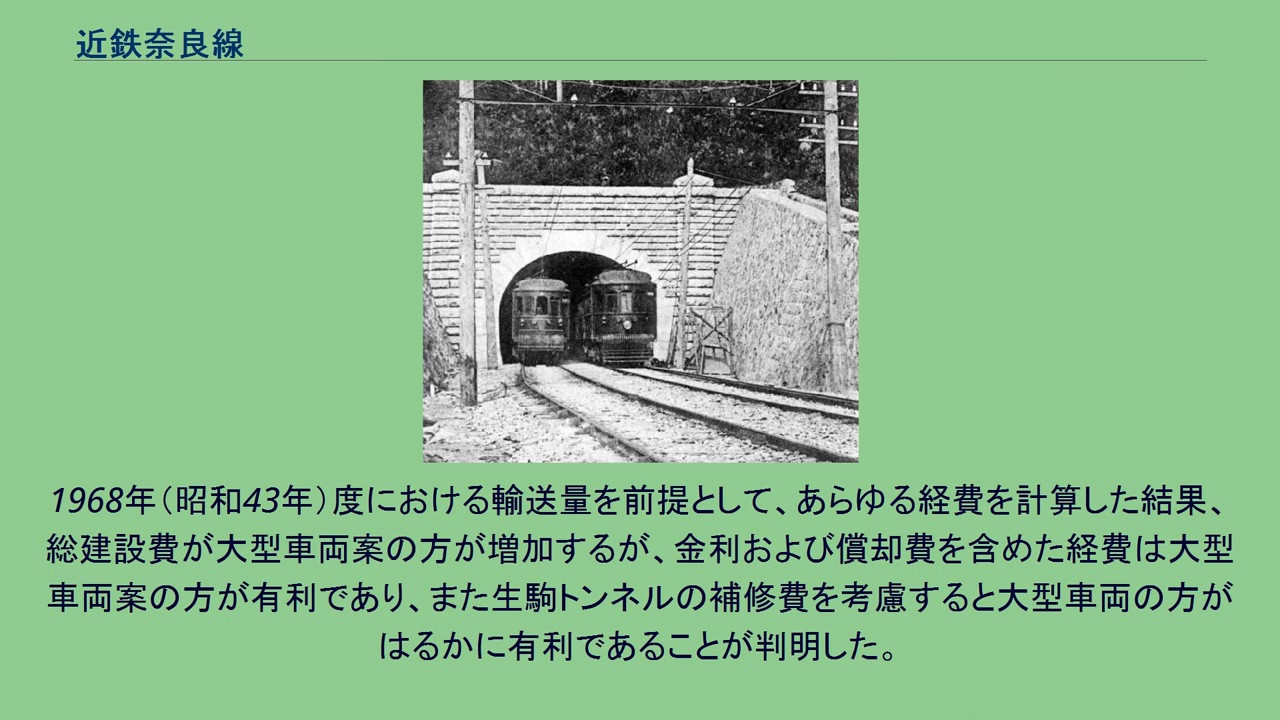 近鉄奈良線
1968年（昭和43年）度における輸送量を前提として、あらゆる経費を計算した結果、
総建設費が大型車両案の方が増加するが、金利および償却費を含めた経費は大型
車両案の方が有利であり、また生駒トンネルの補修費を考慮すると大型車両の方が
はるかに有利であることが判明した。